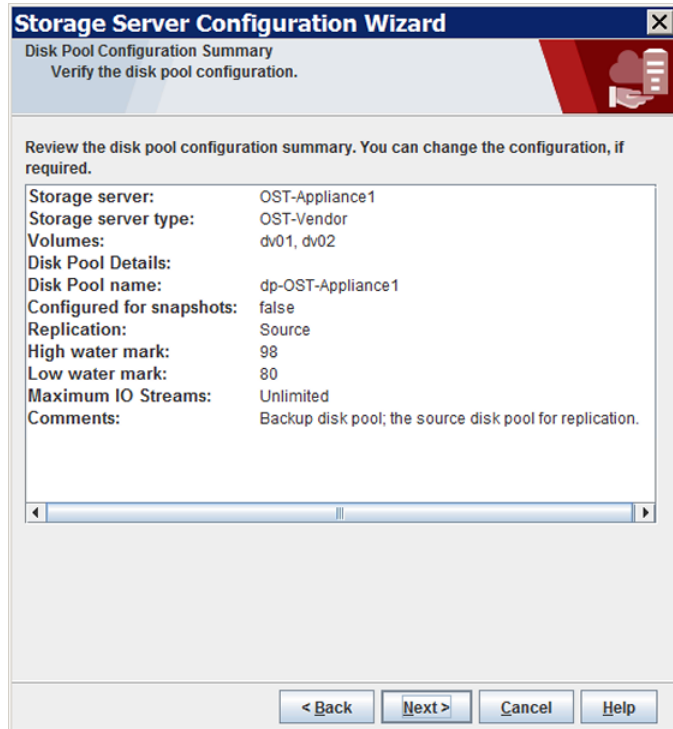 Storage Server Configuration Wizard
Disk Pool Configuration Summary
Verify the disk pool configuration.
Review the disk pool configuration summary. You can change the configuration, if
required.
Storage server: OST-Appliance1
Storage server type: OST-Vendor
Volumes: dv01, dv02
Disk Pool Details:
Disk Pool name: dp-OST-Appliance1
Configured for snapshots: false
Replication: Source
High water mark: 98
Low water mark: 80
Maximum IO Streams: Unlimited
Comments: Backup disk pool; the source disk pool for replication.
< Back Next > Cancel Help